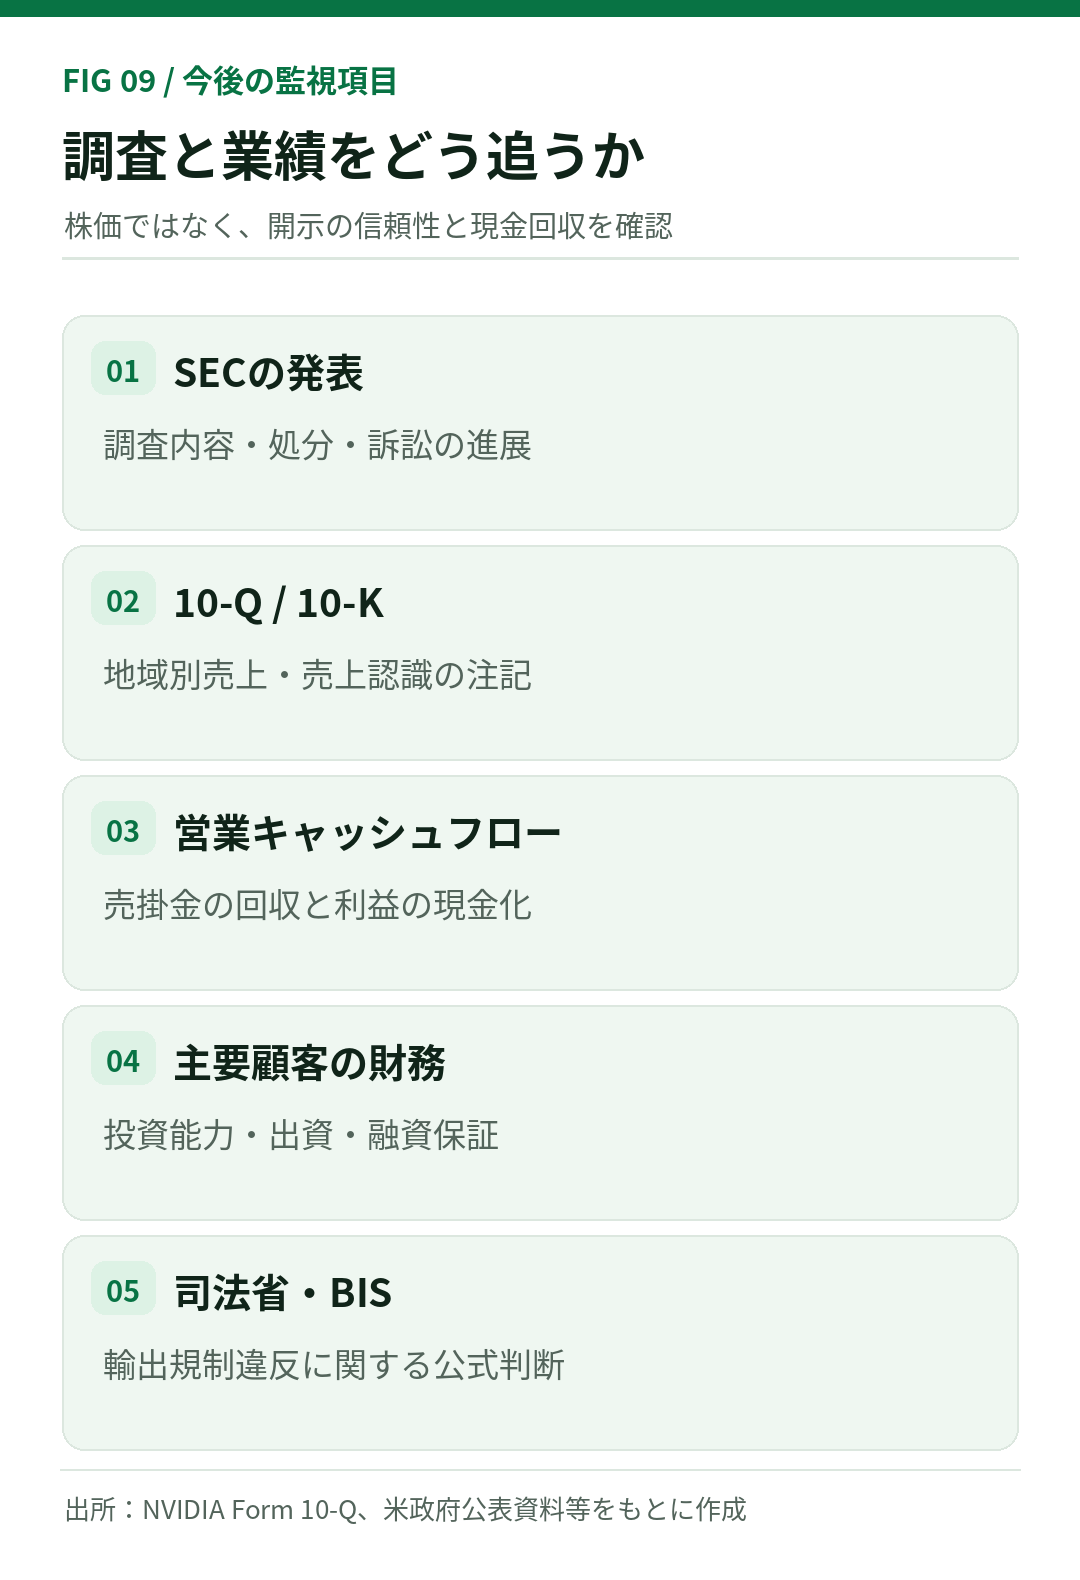 FIG 09 / 今後の監視項目
調査と業績をどう追うか
株価ではなく、開示の信頼性と現金回収を確認
01 SECの発表
調査内容・処分・訴訟の進展
02 10-Q / 10-K
地域別売上・売上認識の注記
03 営業キャッシュフロー
売掛金の回収と利益の現金化
04 主要顧客の財務
投資能力・出資・融資保証
05 司法省・BIS
輸出規制違反に関する公式判断
出所：NVIDIA Form 10-Q、米政府公表資料等をもとに作成